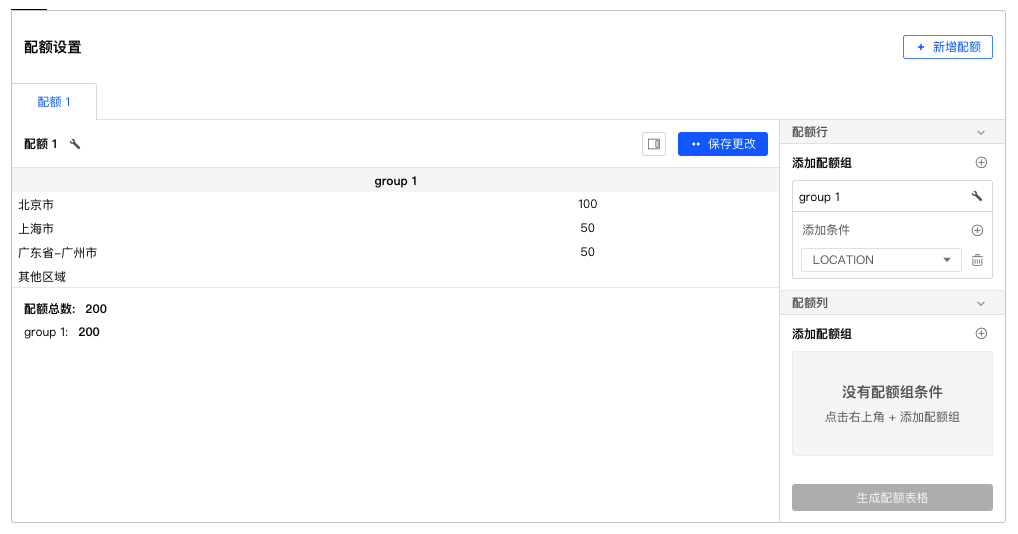 配额设置
+ 新增配额
配额 1
配额 1
保存更改
group 1
北京市 100
上海市 50
广东省-广州市 50
其他区域
配额总数: 200
group 1: 200
配额行
添加配额组
group 1
添加条件
LOCATION
配额列
添加配额组
没有配额组条件
点击右上角 + 添加配额组
生成配额表格